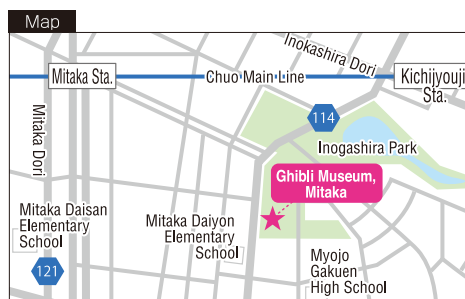 Map
Inokashira Dori
Mitaka Sta.
Chuo Main Line
Kichijyouji
Sta.
Mitaka Dori
114
Inogashira Park
Ghibli Museum,
Mitaka
Mitaka Daisan
Elementary
School
Mitaka Daiyon
Elementary
School
121
Myojo
Gakuen
High School